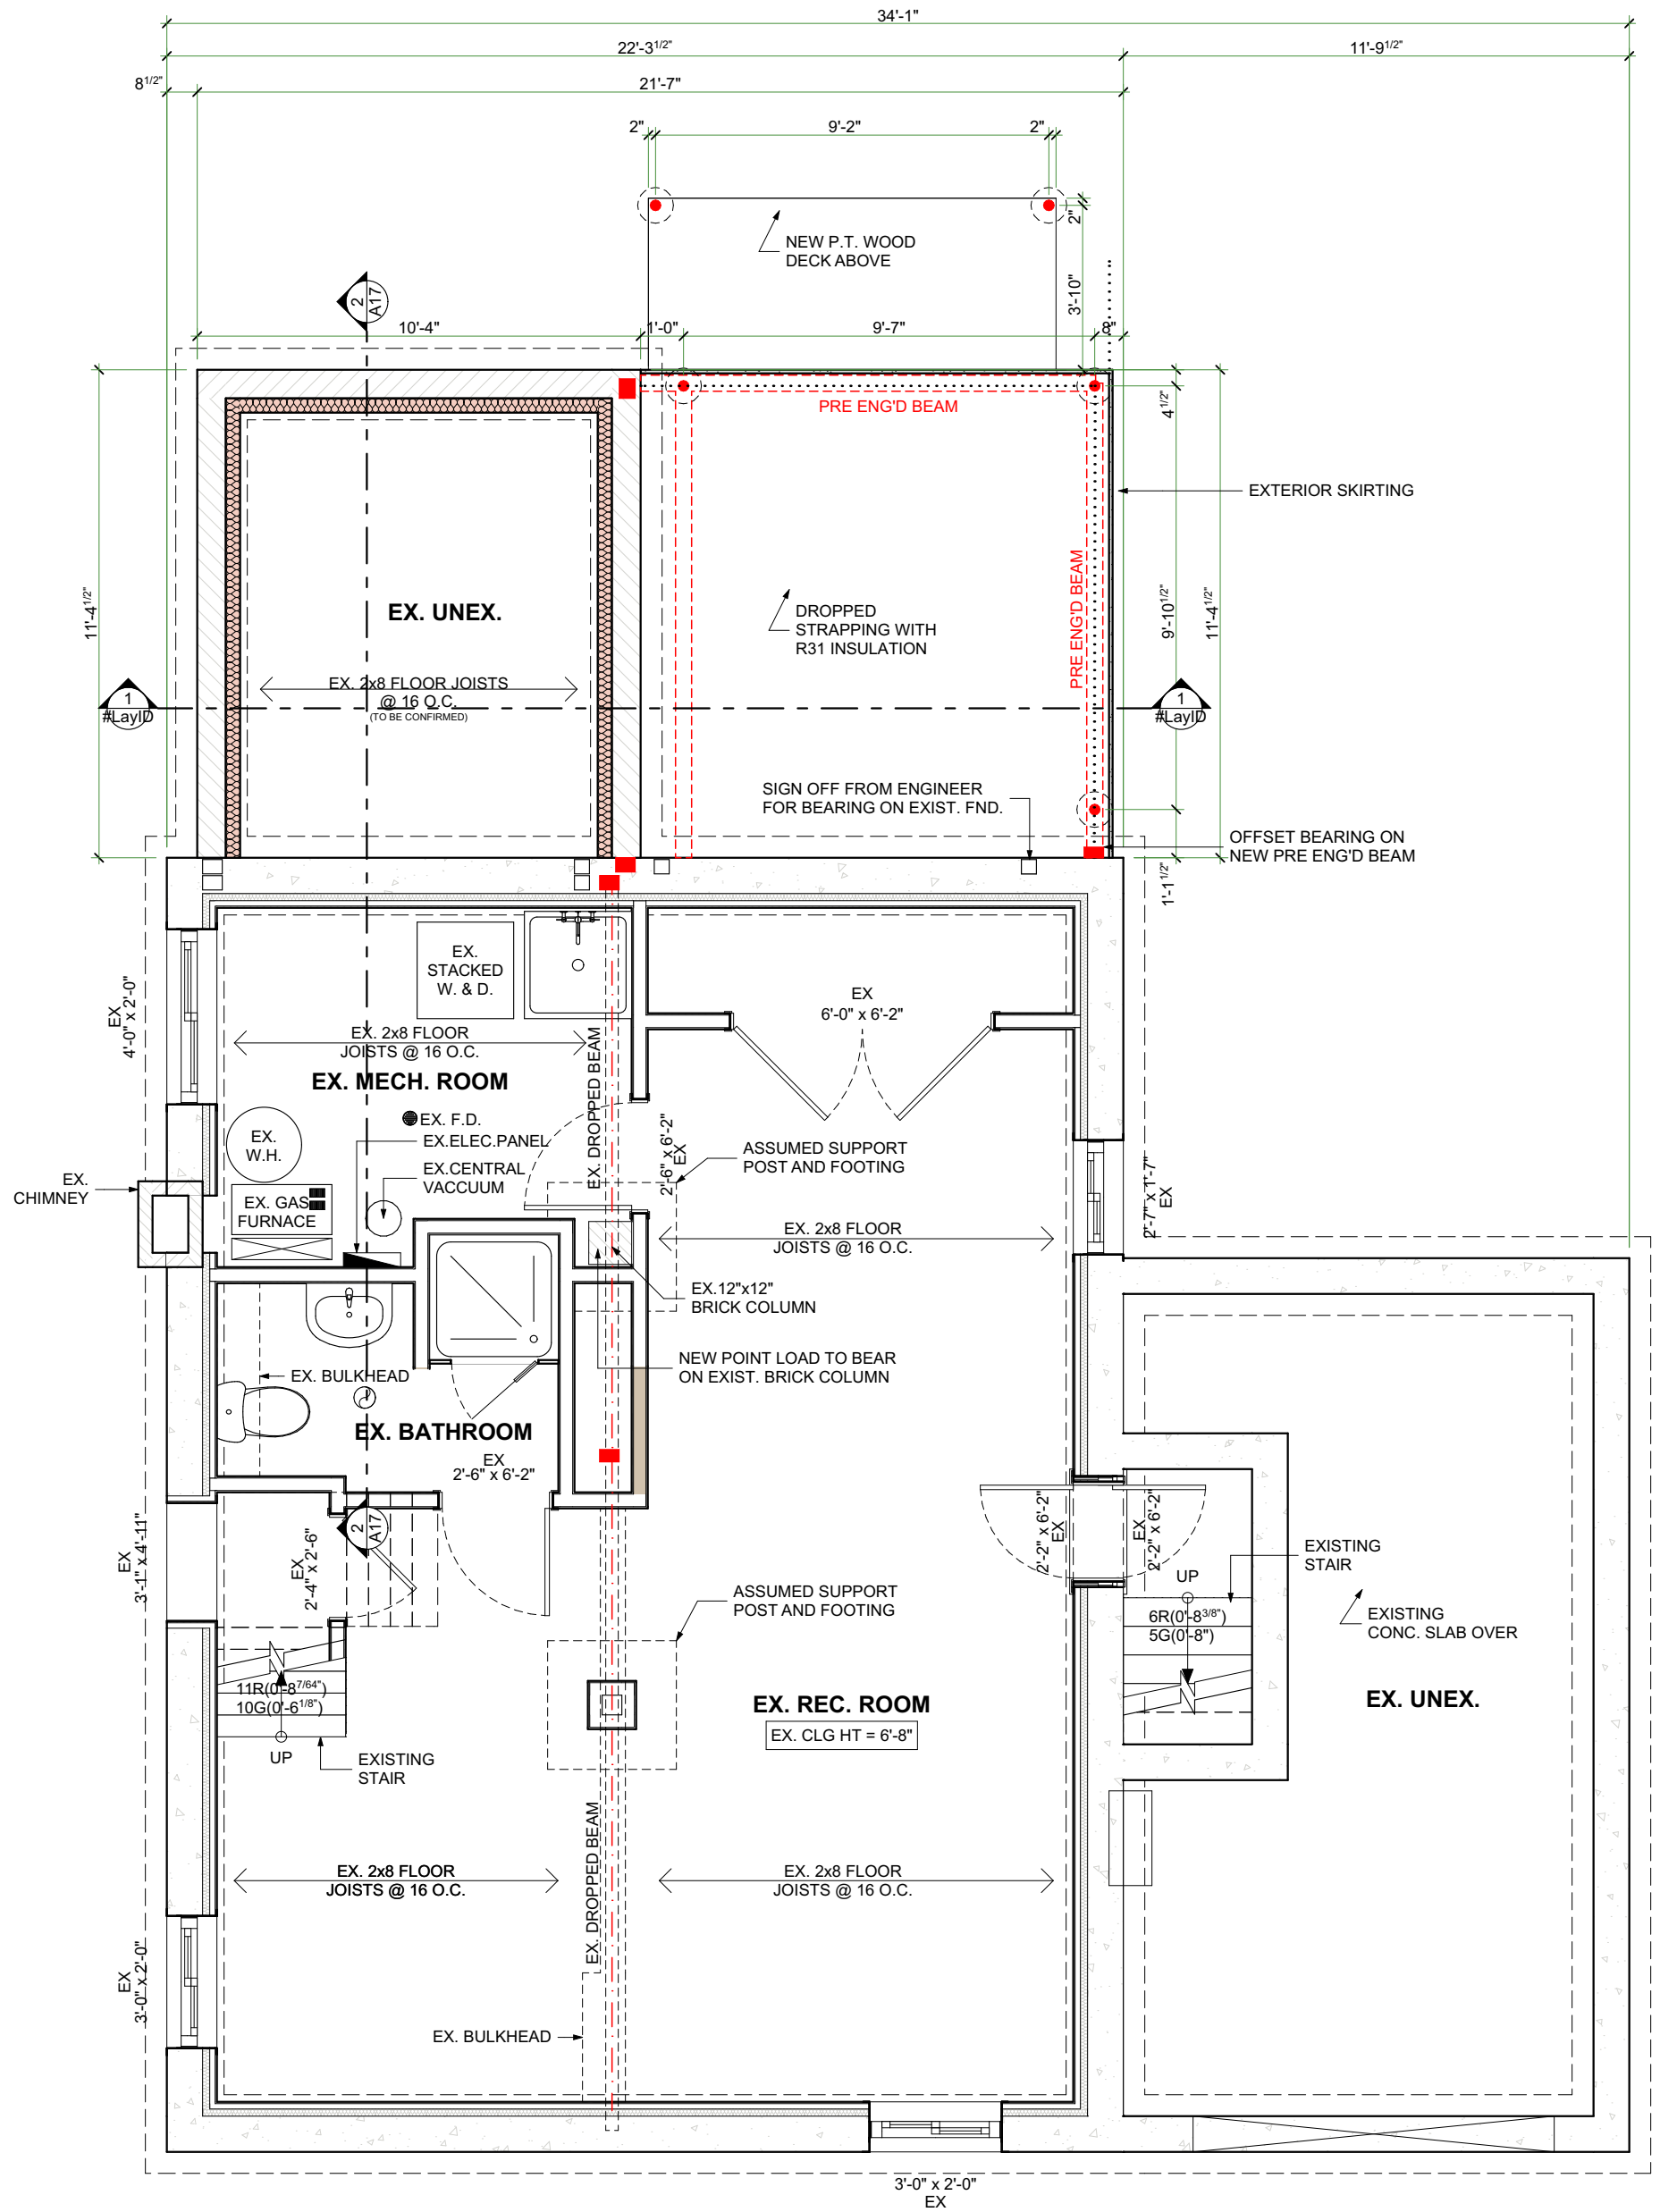 34'-1"
22'-3 1/2"
11'-9 1/2"
8 1/2"
21'-7"
2"
9'-2"
2"
2"
NEW P.T. WOOD
DECK ABOVE
3'-10"
2
A17
10'-4"
1'-0"
9'-7"
8"
PRE ENG'D BEAM
4 1/2"
EXTERIOR SKIRTING
PRE ENG'D BEAM
11'-4 1/2"
EX. UNEX.
DROPPED
STRAPPING WITH
R31 INSULATION
9'-10 1/2"
11'-4 1/2"
EX. 2x8 FLOOR JOISTS
@ 16 O.C.
(TO BE CONFIRMED)
1
#LayID
1
#LayID
SIGN OFF FROM ENGINEER
FOR BEARING ON EXIST. FND.
OFFSET BEARING ON
NEW PRE ENG'D BEAM
1'-1 1/2"
EX
4'-0" x 2'-0"
EX.
STACKED
W. & D.
EX
6'-0" x 6'-2"
EX. 2x8 FLOOR
JOISTS @ 16 O.C.
EX. MECH. ROOM
EX. DROPPED BEAM
EX. F.D.
EX.ELEC.PANEL
EX.
W.H.
EX.CENTRAL
VACCUUM
2'-6" x 6'-2"
EX
ASSUMED SUPPORT
POST AND FOOTING
EX.
CHIMNEY
EX. GAS
FURNACE
2'-7" x 1'-7"
EX
EX. 2x8 FLOOR
JOISTS @ 16 O.C.
EX.12"x12"
BRICK COLUMN
NEW POINT LOAD TO BEAR
ON EXIST. BRICK COLUMN
EX. BULKHEAD
EX. BATHROOM
EX
2'-6" x 6'-2"
2
A17
EX
3'-1" x 4'-11"
EX
2'-4" x 2'-6"
2'-2" x 6'-2"
EX
EX
2'-2" x 6'-2"
EXISTING
STAIR
UP
6R(0'-8 3/8")
5G(0'-8")
EXISTING
CONC. SLAB OVER
ASSUMED SUPPORT
POST AND FOOTING
11R(0'-8 7/64")
10G(0'-6 1/8")
UP
EXISTING
STAIR
EX. REC. ROOM
EX. CLG HT = 6'-8"
EX. UNEX.
EX. DROPPED BEAM
EX. 2x8 FLOOR
JOISTS @ 16 O.C.
EX. 2x8 FLOOR
JOISTS @ 16 O.C.
EX
3'-0" x 2'-0"
EX. BULKHEAD
3'-0" x 2'-0"
EX